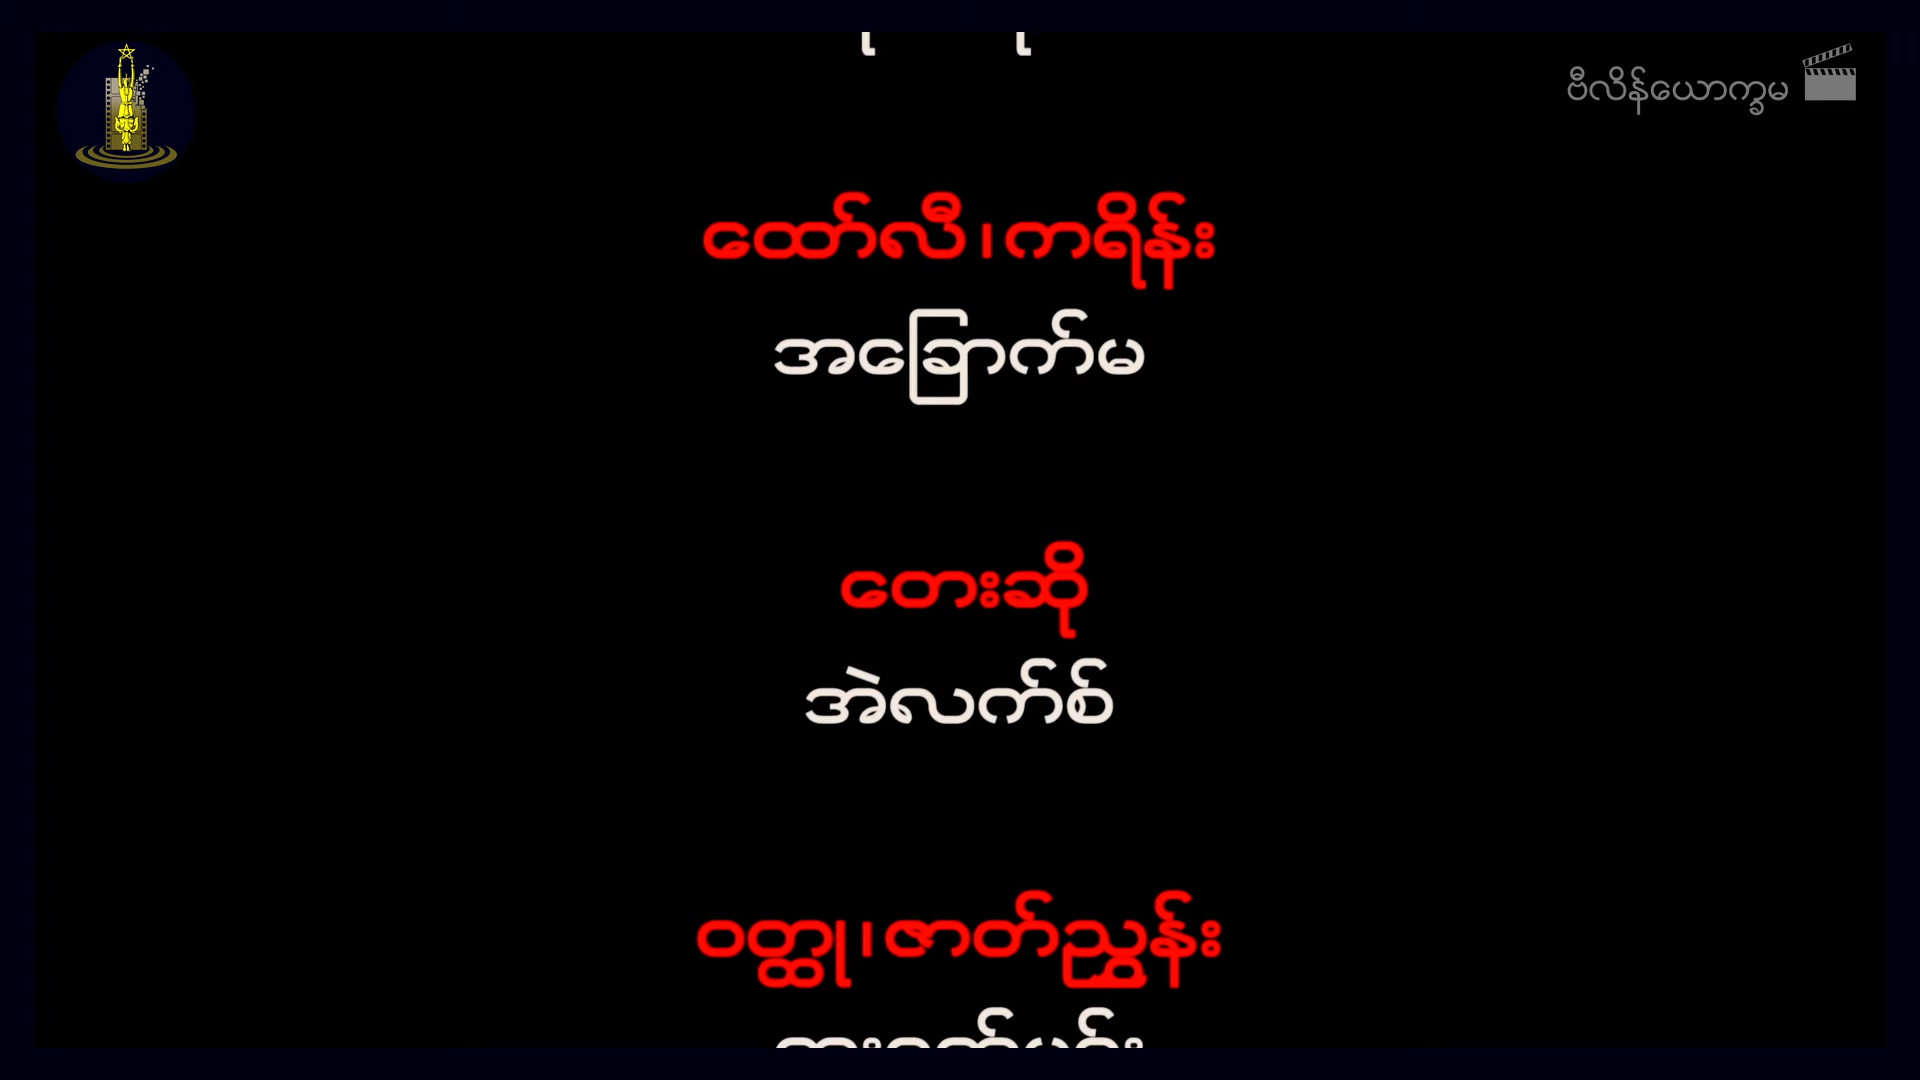 ဗီလိန်ယောက္ခမ
ထော်လီ၊ကရိန်း
အခြောက်မ
တေးဆို
အဲလက်စ်
ဝတ္ထု၊ဇာတ်ညွှန်း